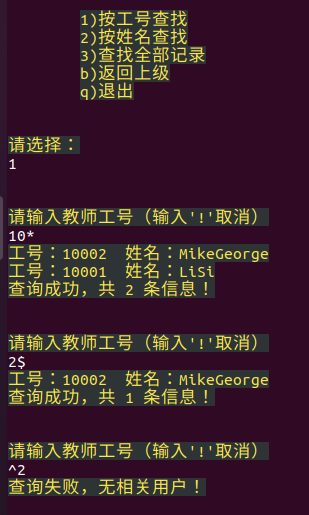 1)按工号查找
2)按姓名查找
3)查找全部记录
b)返回上级
q)退出
请选择：
1
请输入教师工号（输入'!'取消）
10*
工号：10002  姓名：MikeGeorge
工号：10001  姓名：LiSi
查询成功，共 2 条信息！
请输入教师工号（输入'!'取消）
2$
工号：10002  姓名：MikeGeorge
查询成功，共 1 条信息！
请输入教师工号（输入'!'取消）
^2
查询失败，无相关用户！